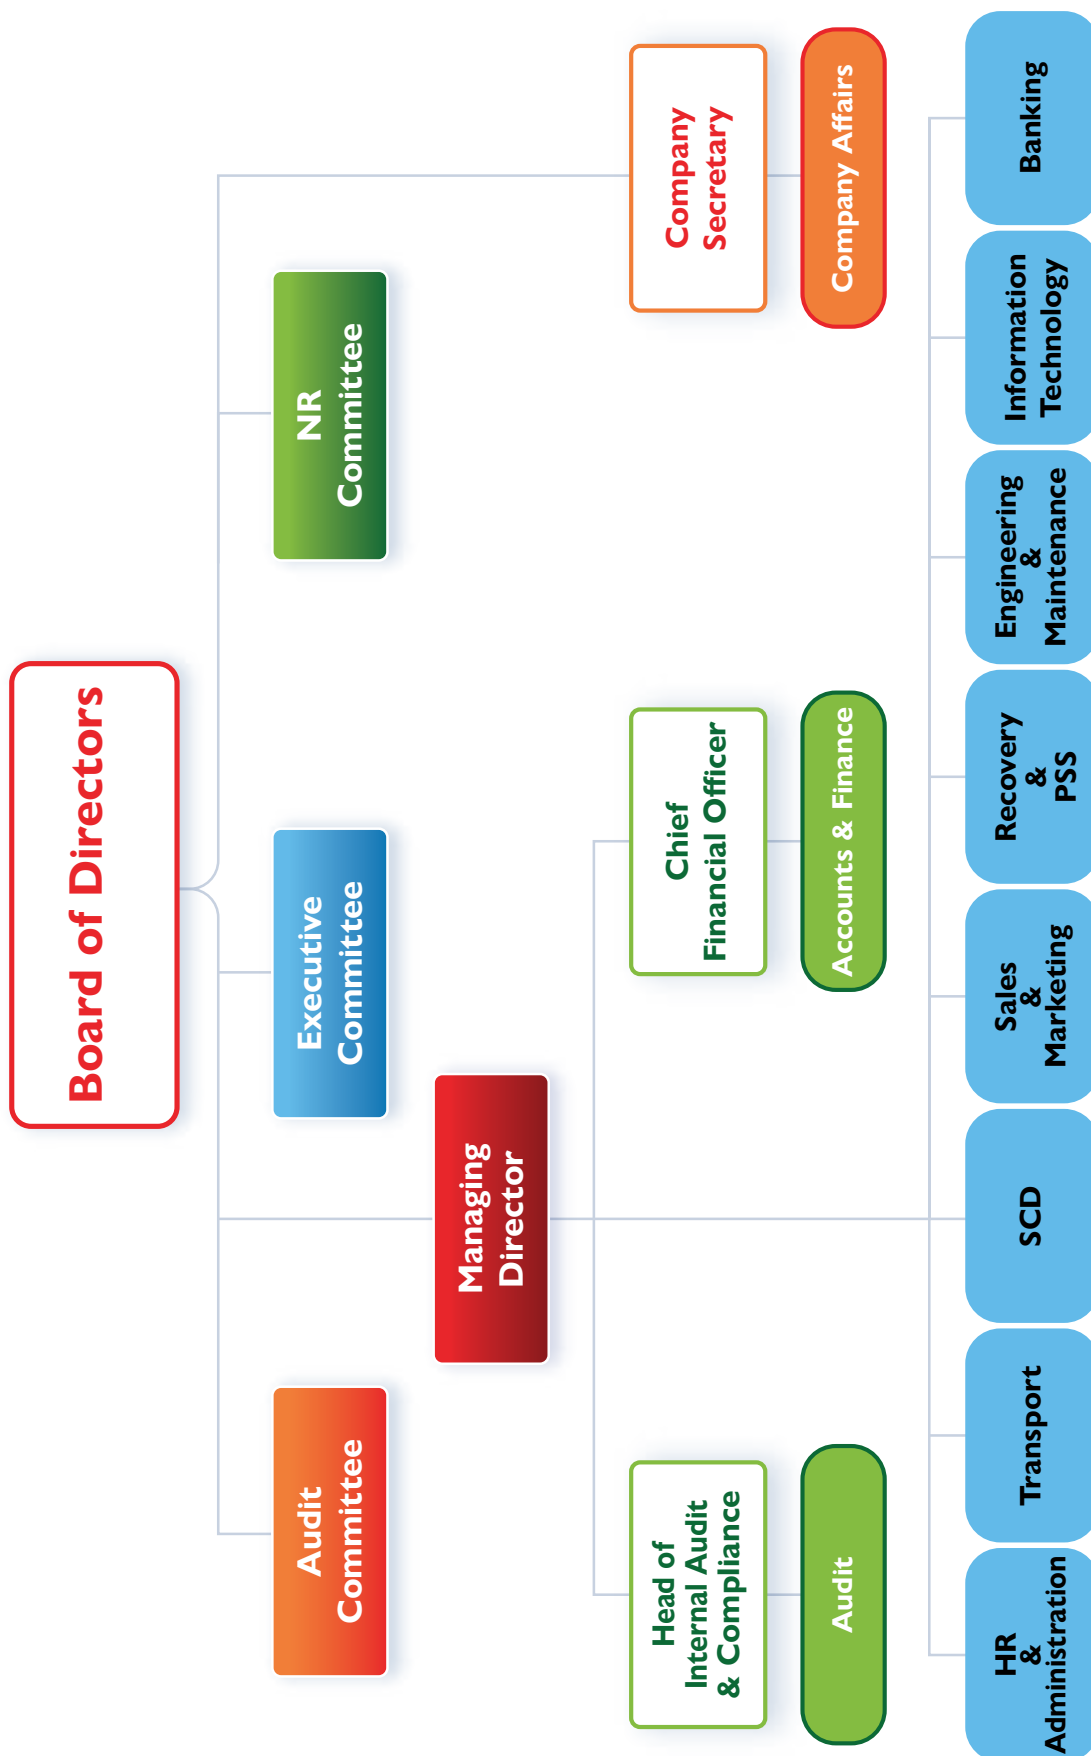 Board of Directors
Audit
Committee
Executive
Committee
NR
Committee
Managing
Director
Head of
Internal Audit
& Compliance
Chief
Financial Officer
Company
Secretary
Audit
Accounts & Finance
Company Affairs
HR
&
Administration
Transport
SCD
Sales
&
Marketing
Recovery
&
PSS
Engineering
&
Maintenance
Information
Technology
Banking